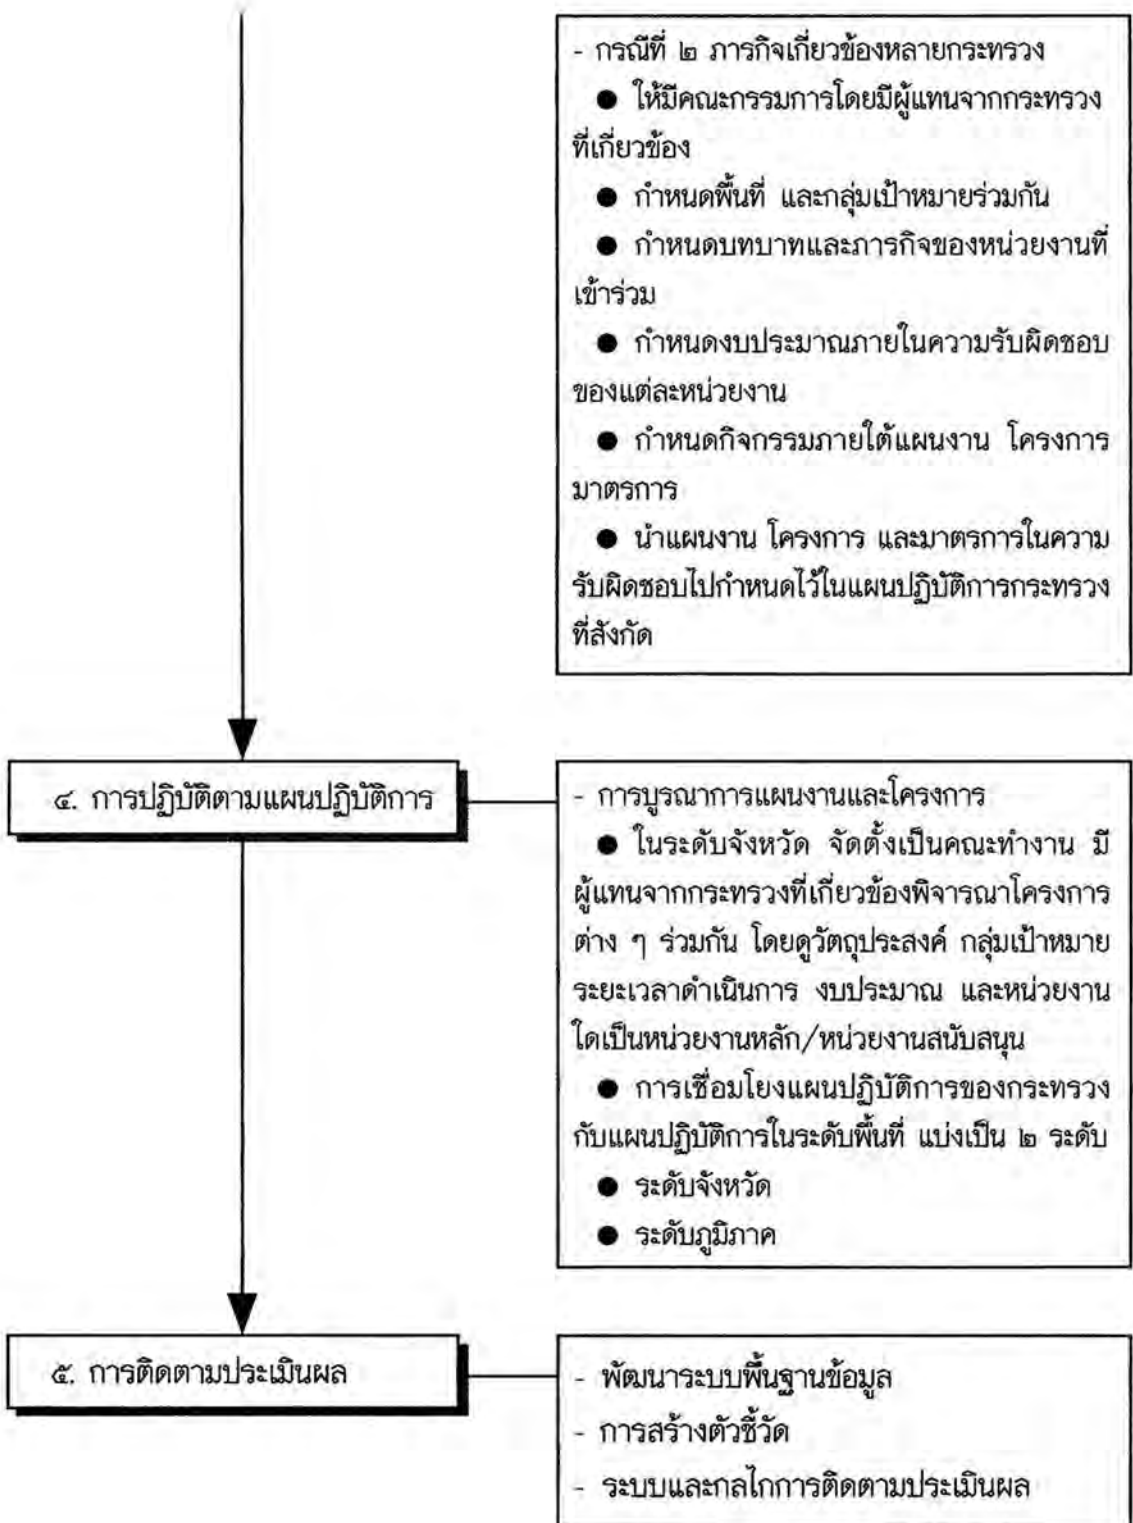 - กรณีที่ ๒ ภารกิจเกี่ยวข้องหลายกระทรวง
● ให้มีคณะกรรมการโดยมีผู้แทนจากกระทรวง
ที่เกี่ยวข้อง
● กำหนดพื้นที่ และกลุ่มเป้าหมายร่วมกัน
● กำหนดบทบาทและภารกิจของหน่วยงานที่
เข้าร่วม
● กำหนดงบประมาณภายในความรับผิดชอบ
ของแต่ละหน่วยงาน
● กำหนดกิจกรรมภายใต้แผนงาน โครงการ
มาตรการ
● นำแผนงาน โครงการ และมาตรการในความ
รับผิดชอบไปกำหนดไว้ในแผนปฏิบัติการกระทรวง
ที่สังกัด
๔. การปฏิบัติตามแผนปฏิบัติการ
- การบูรณาการแผนงานและโครงการ
● ในระดับจังหวัด จัดตั้งเป็นคณะทำงาน มี
ผู้แทนจากกระทรวงที่เกี่ยวข้องพิจารณาโครงการ
ต่าง ๆ ร่วมกัน โดยดูวัตถุประสงค์ กลุ่มเป้าหมาย
ระยะเวลาดำเนินการ งบประมาณ และหน่วยงาน
ใดเป็นหน่วยงานหลัก/หน่วยงานสนับสนุน
● การเชื่อมโยงแผนปฏิบัติการของกระทรวง
กับแผนปฏิบัติการในระดับพื้นที่ แบ่งเป็น ๒ ระดับ
● ระดับจังหวัด
● ระดับภูมิภาค
๕. การติดตามประเมินผล
- พัฒนาระบบพื้นฐานข้อมูล
- การสร้างตัวชี้วัด
- ระบบและกลไกการติดตามประเมินผล